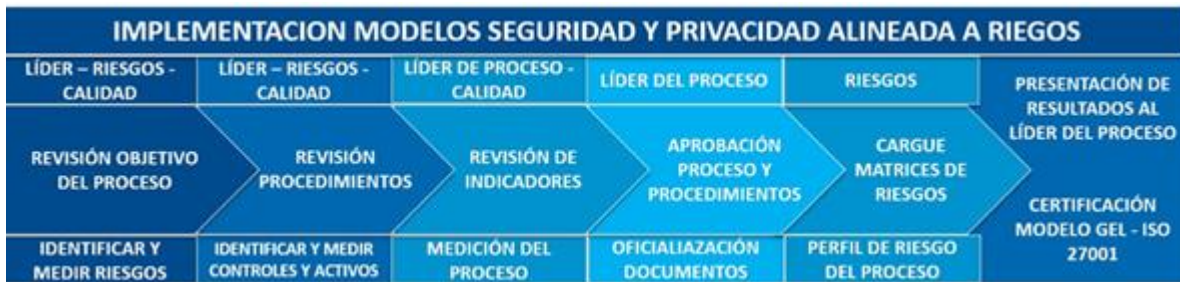 IMPLEMENTACION MODELOS SEGURIDAD Y PRIVACIDAD ALINEADA A RIEGOS
LÍDER – RIESGOS -
CALIDAD
LÍDER – RIESGOS -
CALIDAD
LÍDER DE PROCESO -
CALIDAD
LÍDER DEL PROCESO
RIESGOS
REVISIÓN OBJETIVO
DEL PROCESO
REVISIÓN
PROCEDIMIENTOS
REVISIÓN DE
INDICADORES
APROBACIÓN
PROCESO Y
PROCEDIMIENTOS
CARGUE
MATRICES DE
RIESGOS
IDENTIFICAR Y
MEDIR RIESGOS
IDENTIFICAR Y MEDIR
CONTROLES Y ACTIVOS
MEDICIÓN DEL
PROCESO
OFICIALIAZACIÓN
DOCUMENTOS
PERFIL DE RIESGO
DEL PROCESO
PRESENTACIÓN DE
RESULTADOS AL
LÍDER DEL PROCESO
CERTIFICACIÓN
MODELO GEL - ISO
27001